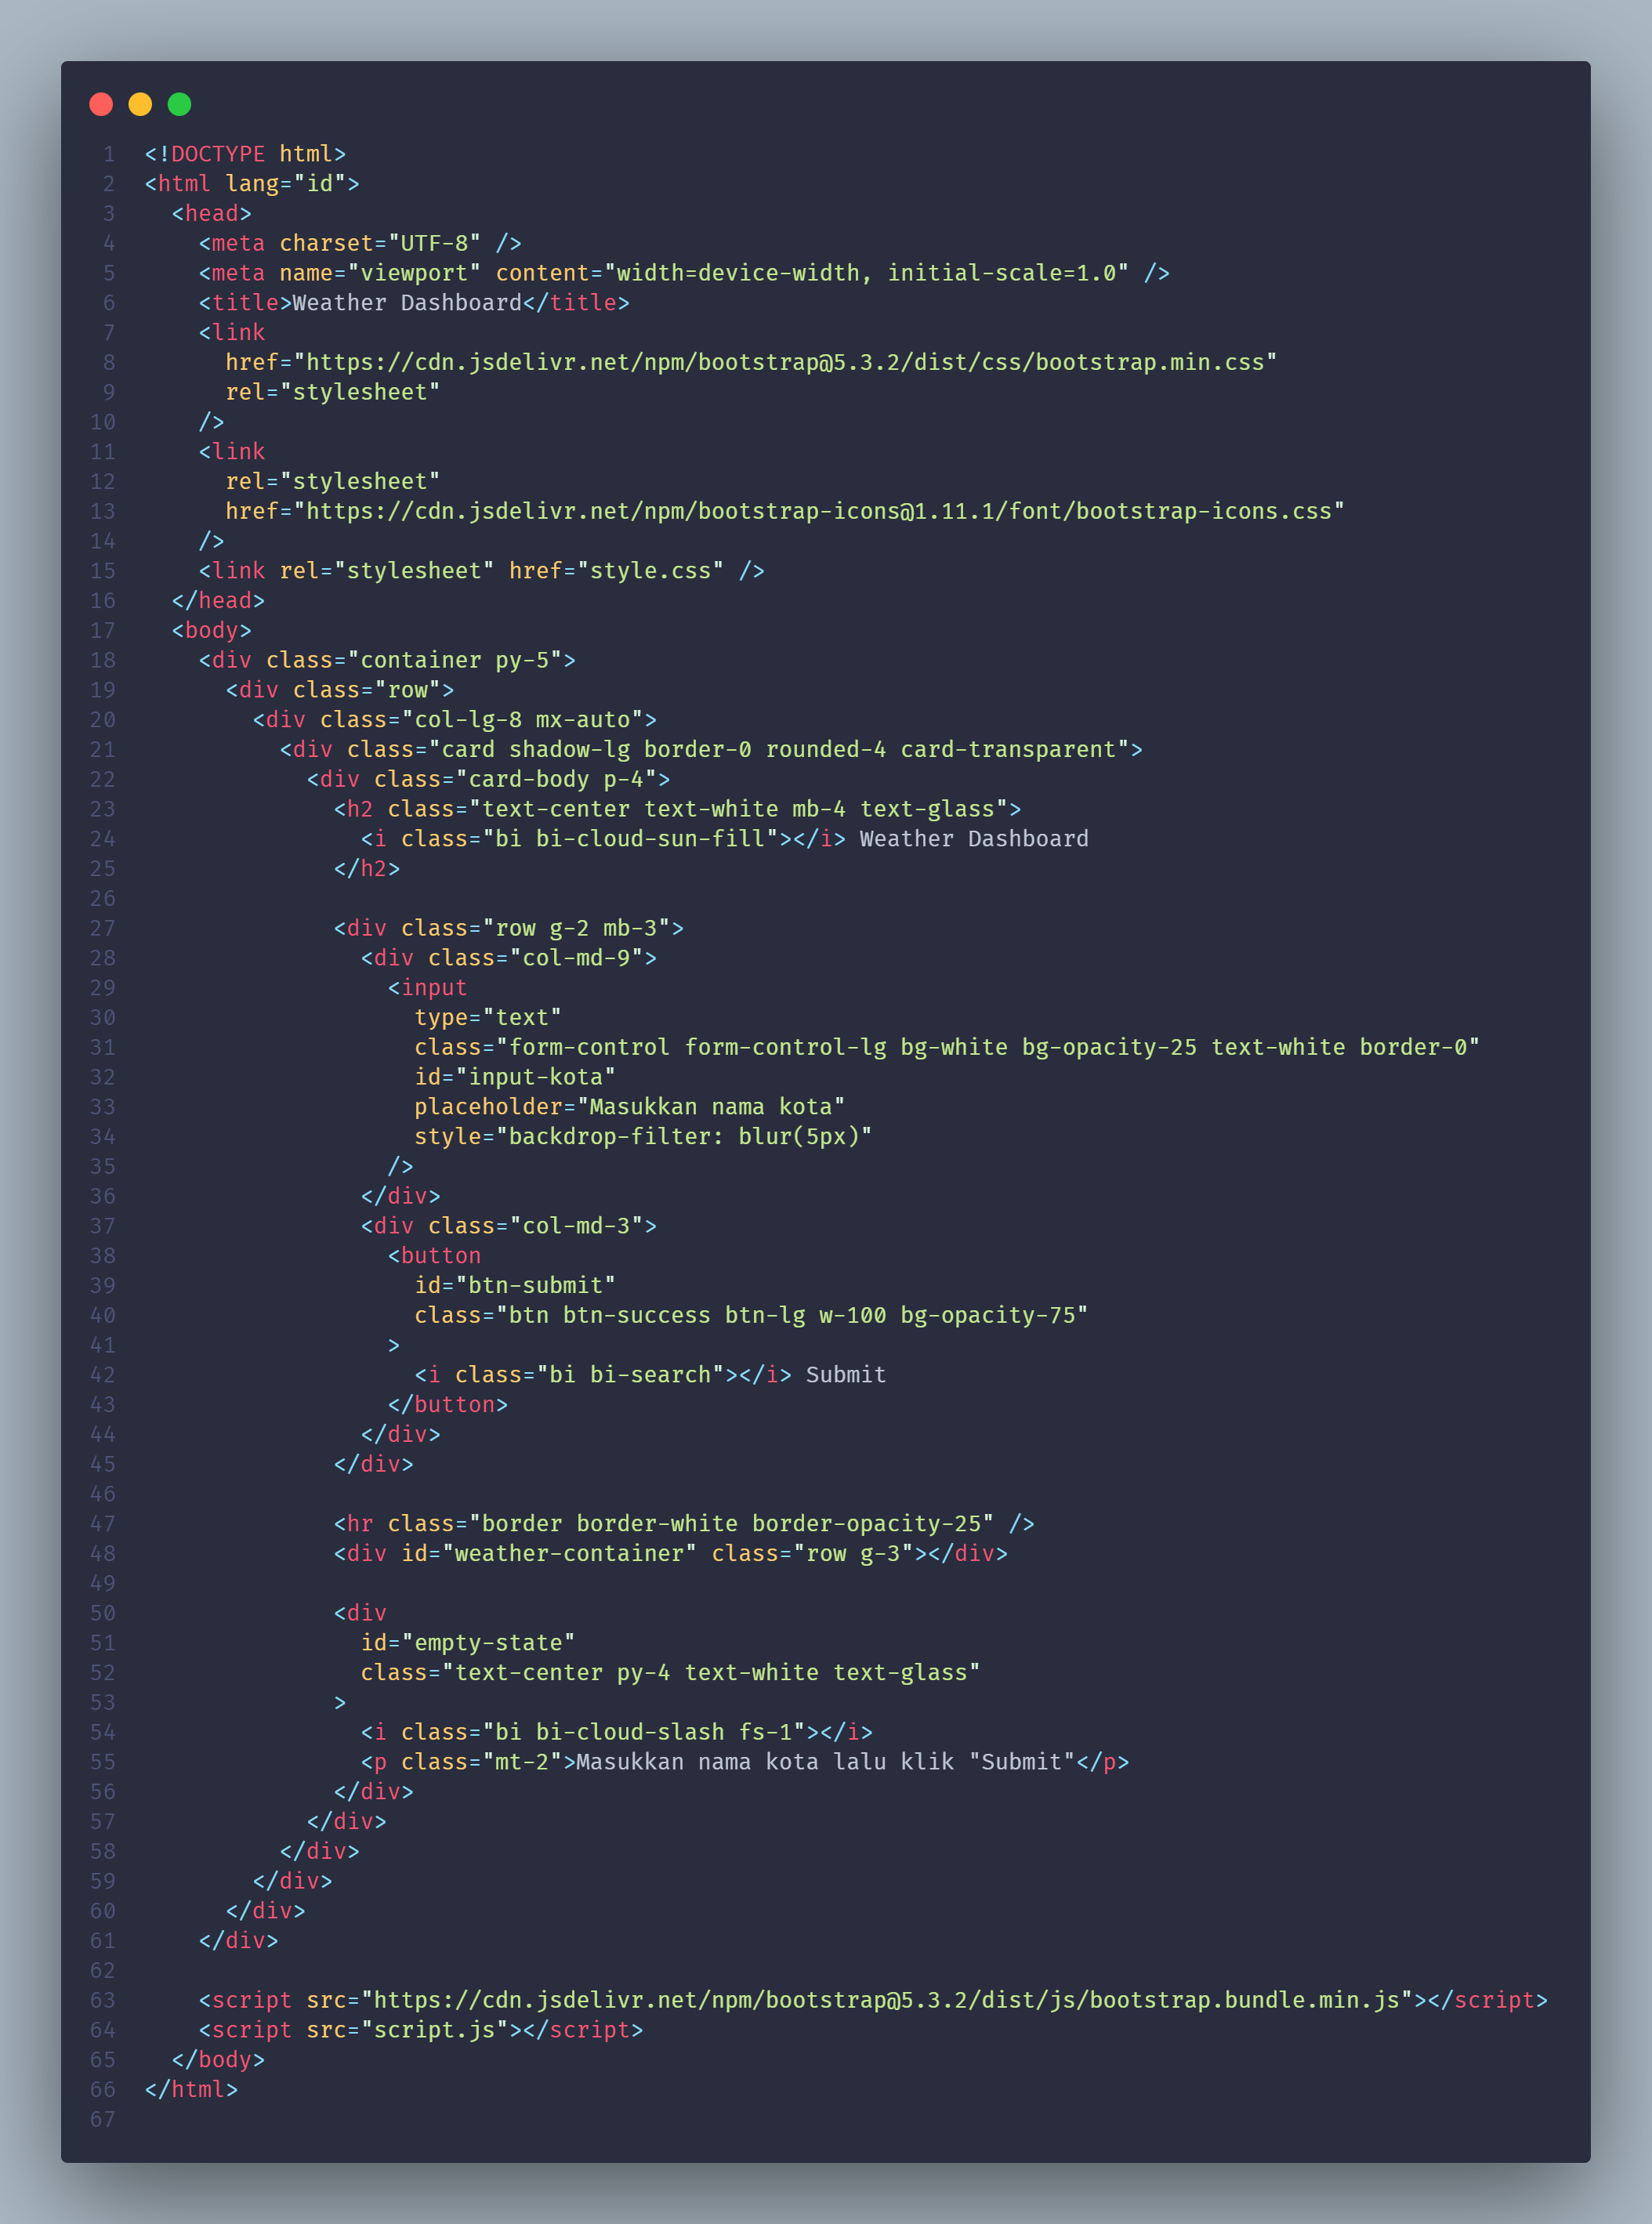 1 <!DOCTYPE html>
2 <html lang="id">
3   <head>
4     <meta charset="UTF-8" />
5     <meta name="viewport" content="width=device-width, initial-scale=1.0" />
6     <title>Weather Dashboard</title>
7     <link
8       href="https://cdn.jsdelivr.net/npm/bootstrap@5.3.2/dist/css/bootstrap.min.css"
9       rel="stylesheet"
10     />
11     <link
12       rel="stylesheet"
13       href="https://cdn.jsdelivr.net/npm/bootstrap-icons@1.11.1/font/bootstrap-icons.css"
14     />
15     <link rel="stylesheet" href="style.css" />
16   </head>
17   <body>
18     <div class="container py-5">
19       <div class="row">
20         <div class="col-lg-8 mx-auto">
21           <div class="card shadow-lg border-0 rounded-4 card-transparent">
22             <div class="card-body p-4">
23               <h2 class="text-center text-white mb-4 text-glass">
24                 <i class="bi bi-cloud-sun-fill"></i> Weather Dashboard
25               </h2>
26
27               <div class="row g-2 mb-3">
28                 <div class="col-md-9">
29                   <input
30                     type="text"
31                     class="form-control form-control-lg bg-white bg-opacity-25 text-white border-0"
32                     id="input-kota"
33                     placeholder="Masukkan nama kota"
34                     style="backdrop-filter: blur(5px)"
35                   />
36                 </div>
37                 <div class="col-md-3">
38                   <button
39                     id="btn-submit"
40                     class="btn btn-success btn-lg w-100 bg-opacity-75"
41                   >
42                     <i class="bi bi-search"></i> Submit
43                   </button>
44                 </div>
45               </div>
46
47               <hr class="border border-white border-opacity-25" />
48               <div id="weather-container" class="row g-3"></div>
49
50               <div
51                 id="empty-state"
52                 class="text-center py-4 text-white text-glass"
53               >
54                 <i class="bi bi-cloud-slash fs-1"></i>
55                 <p class="mt-2">Masukkan nama kota lalu klik "Submit"</p>
56               </div>
57             </div>
58           </div>
59         </div>
60       </div>
61     </div>
62
63     <script src="https://cdn.jsdelivr.net/npm/bootstrap@5.3.2/dist/js/bootstrap.bundle.min.js"></script>
64     <script src="script.js"></script>
65   </body>
66 </html>
67